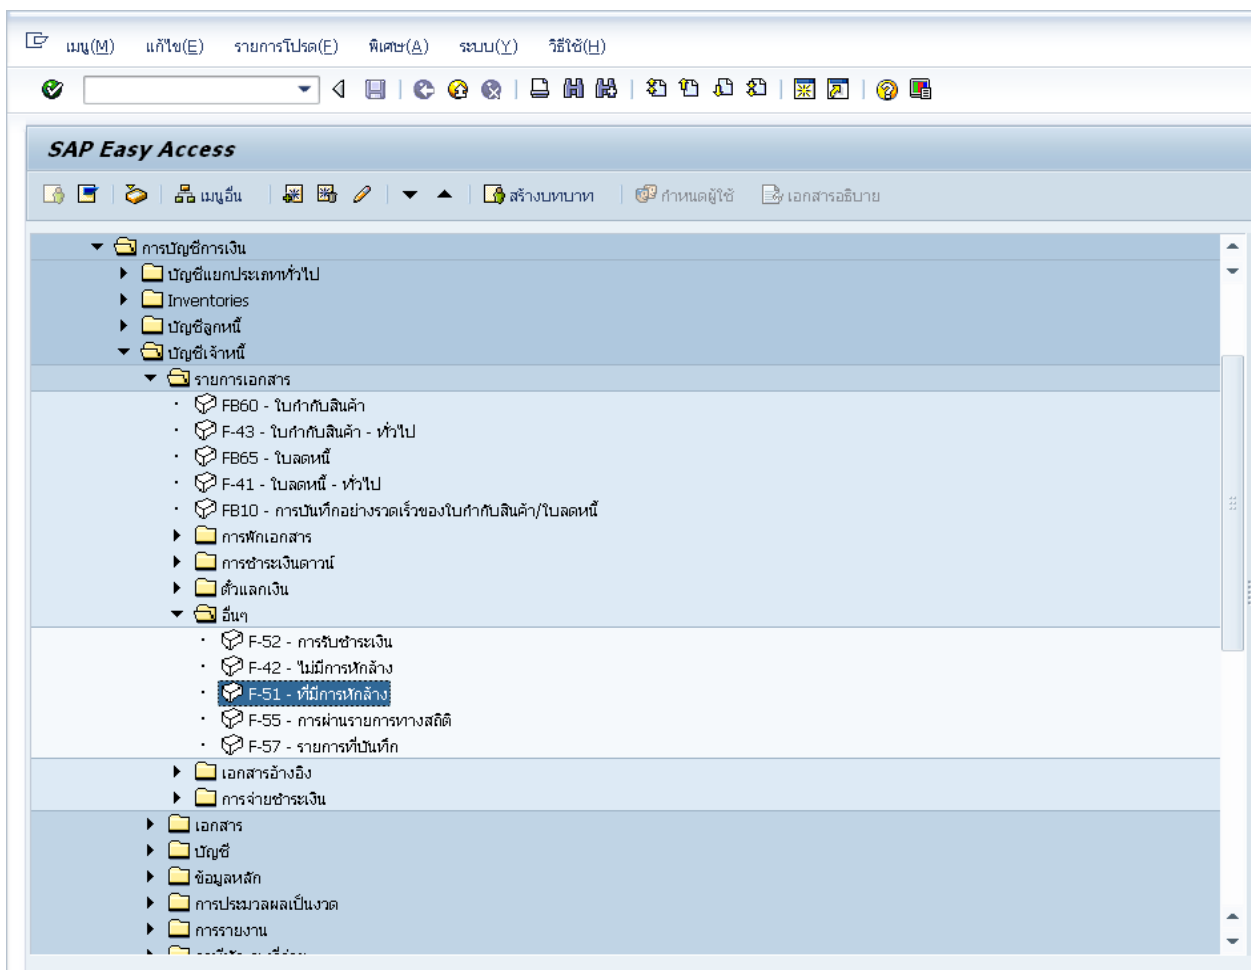 เมนู(M) แก้ไข(E) รายการโปรด(F) พิเศษ(A) ระบบ(Y) วิธีใช้(H)
SAP Easy Access
เมนูอื่น สร้างบทบาท กำหนดผู้ใช้ เอกสารอธิบาย
การบัญชีการเงิน
บัญชีแยกประเภททั่วไป
Inventories
บัญชีลูกหนี้
บัญชีเจ้าหนี้
รายการเอกสาร
FB60 - ใบกำกับสินค้า
F-43 - ใบกำกับสินค้า - ทั่วไป
FB65 - ใบลดหนี้
F-41 - ใบลดหนี้ - ทั่วไป
FB10 - การบันทึกอย่างรวดเร็วของใบกำกับสินค้า/ใบลดหนี้
การพักเอกสาร
การชำระเงินดาวน์
ตั๋วแลกเงิน
อื่นๆ
F-52 - การรับชำระเงิน
F-42 - ไม่มีการหักล้าง
F-51 - ที่มีการหักล้าง
F-55 - การผ่านรายการทางสถิติ
F-57 - รายการที่บันทึก
เอกสารอ้างอิง
การจ่ายชำระเงิน
เอกสาร
บัญชี
ข้อมูลหลัก
การประมวลผลเป็นงวด
การรายงาน